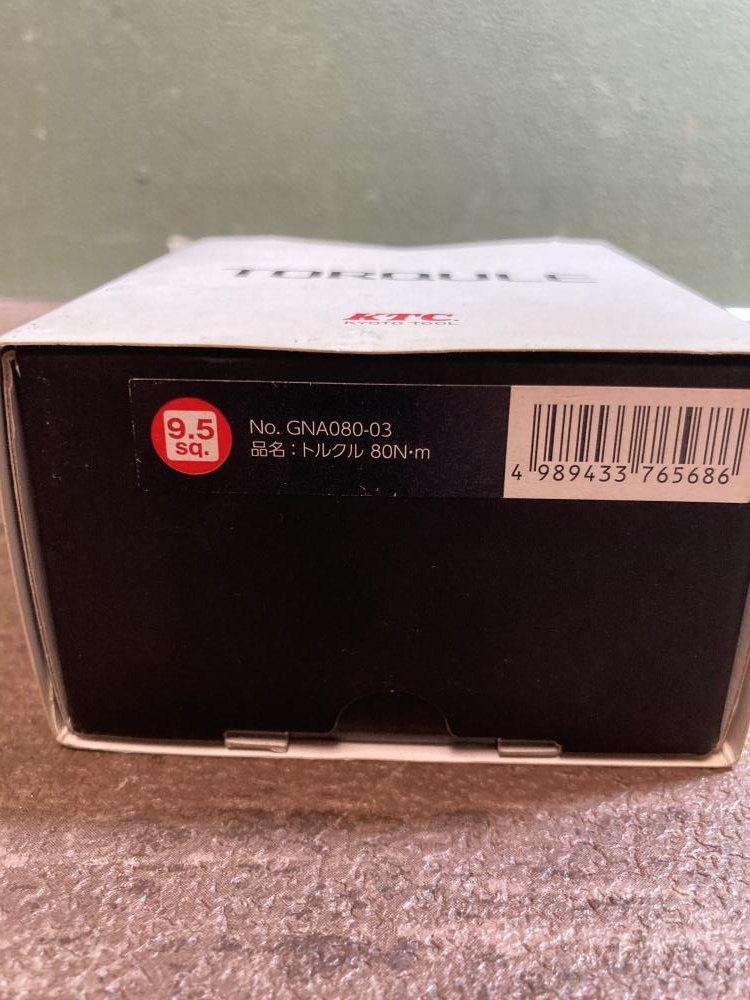 TORQULE
KTC
KYOTO TOOL
9.5
sq.
No. GNA080-03
品名：トルクル 80N・m
4 989433 765686